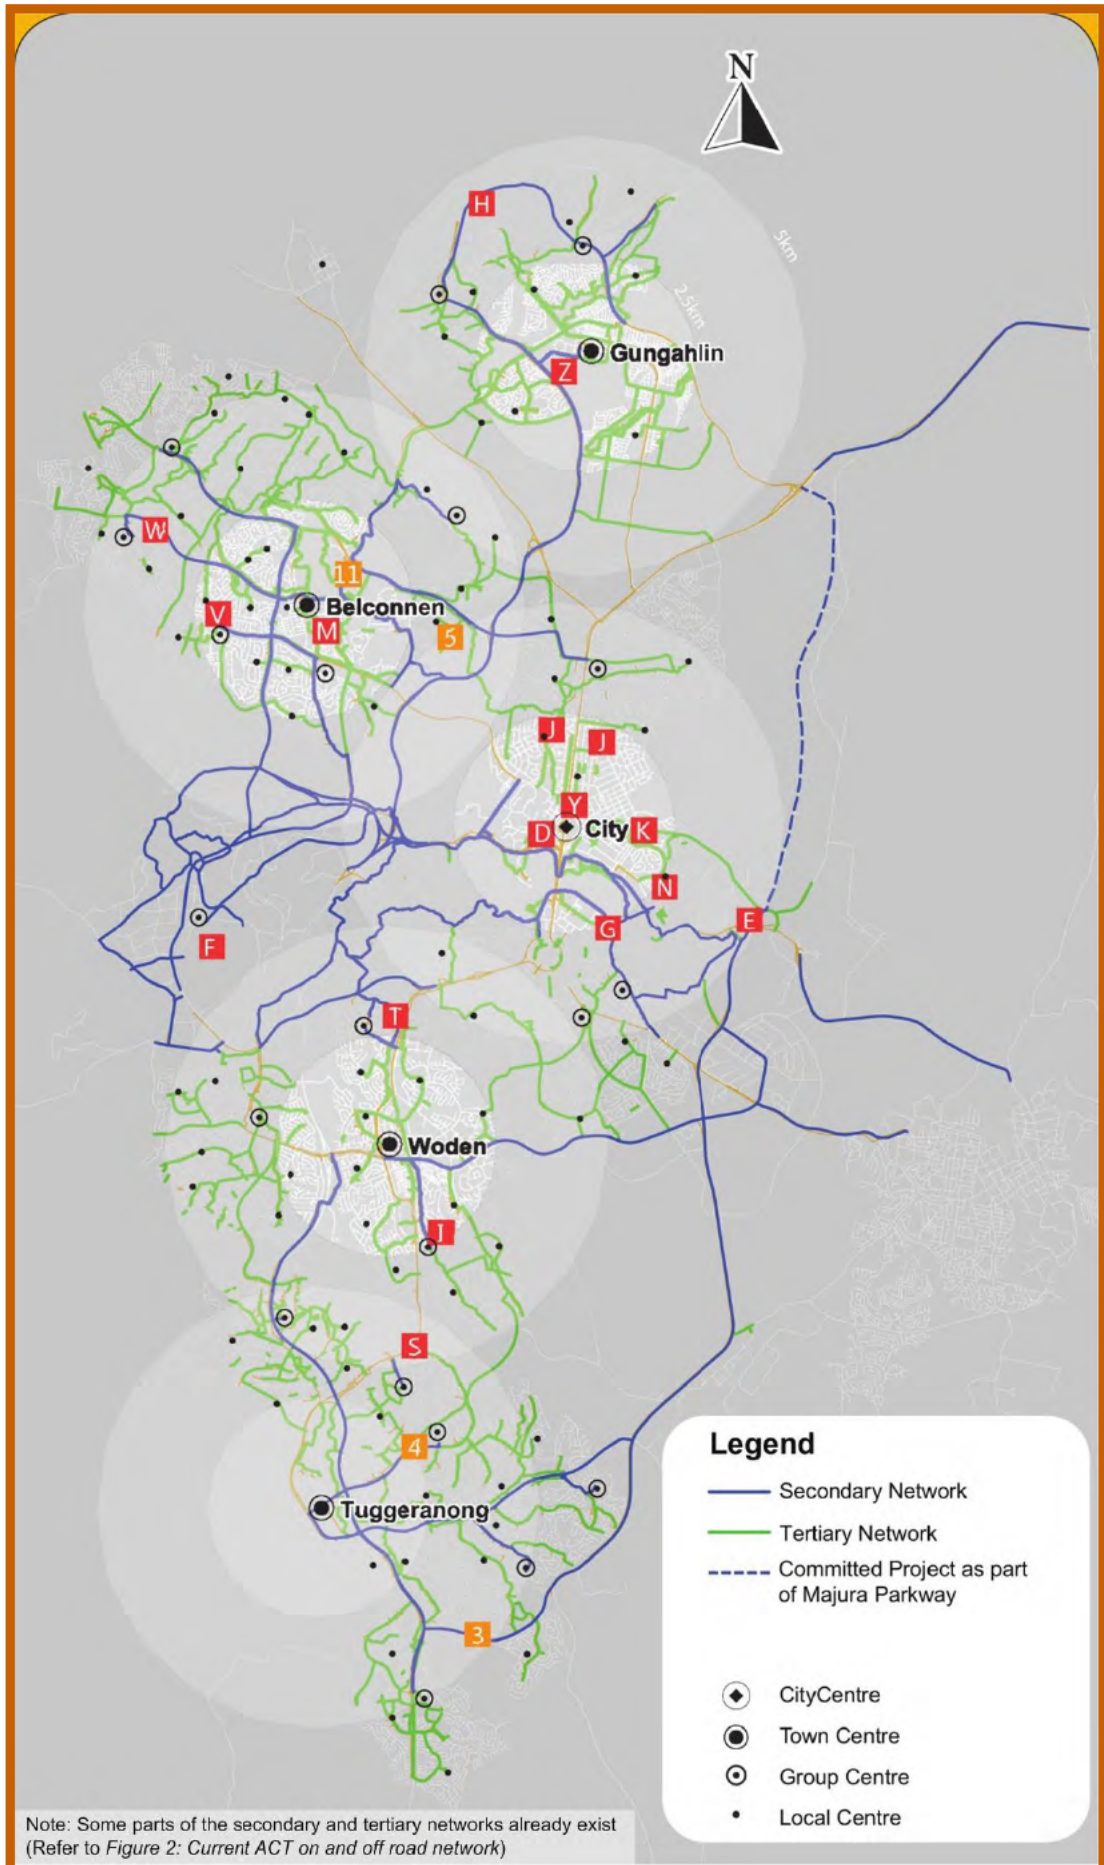 N
H
5km
2.5km
Gungahlin
Z
W
11
Belconnen
V
M
5
J
J
Y
D
City
K
N
G
E
F
T
Woden
J
S
4
Tuggeranong
3
Legend
Secondary Network
Tertiary Network
Committed Project as part
of Majura Parkway
CityCentre
Town Centre
Group Centre
Local Centre
Note: Some parts of the secondary and tertiary networks already exist
(Refer to Figure 2: Current ACT on and off road network)